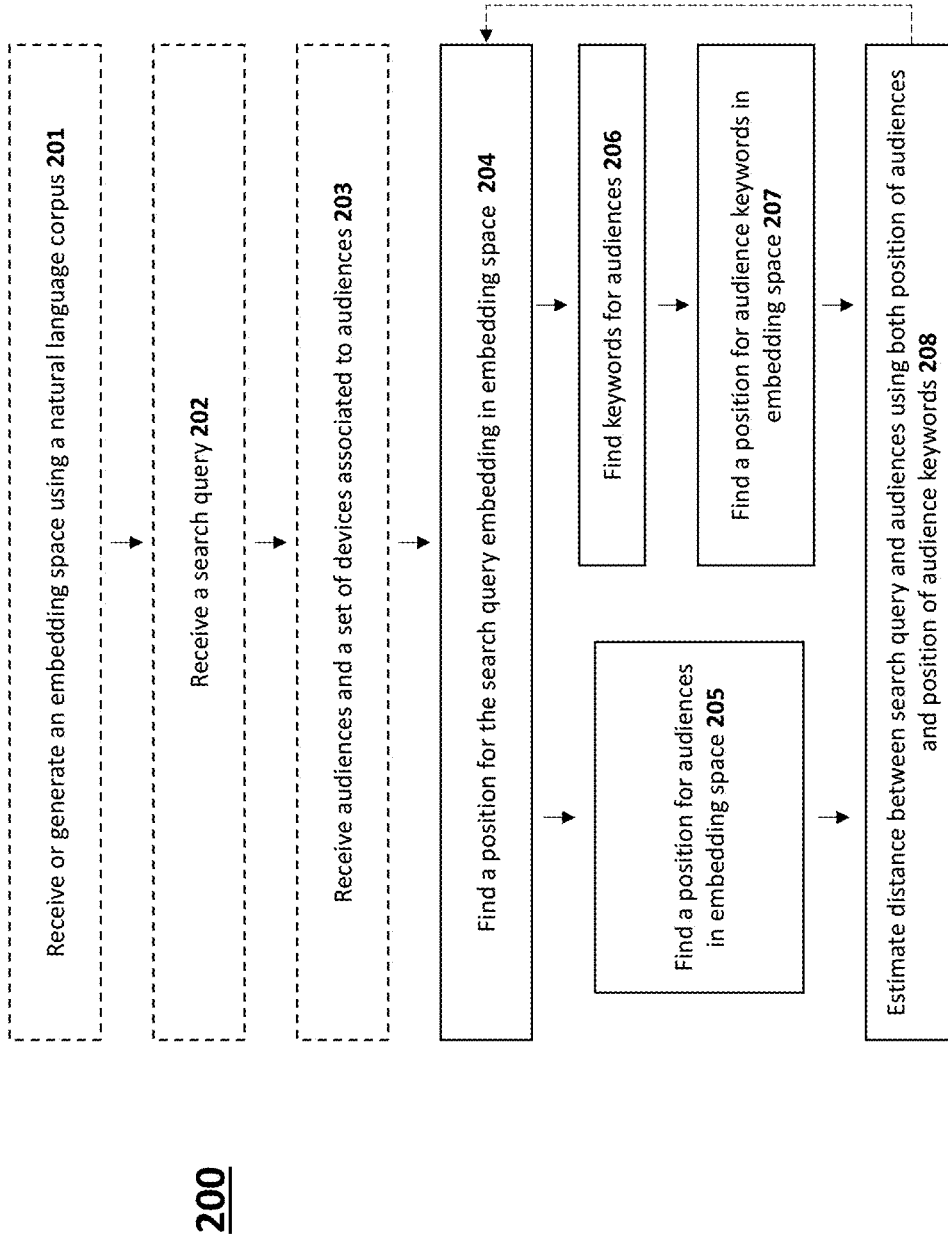 200
Receive or generate an embedding space using a natural language corpus 201
Receive a search query 202
Receive audiences and a set of devices associated to audiences 203
Find a position for the search query embedding in embedding space 204
Find a position for audiences
in embedding space 205
Find keywords for audiences 206
Find a position for audience keywords in
embedding space 207
Estimate distance between search query and audiences using both position of audiences
and position of audience keywords 208